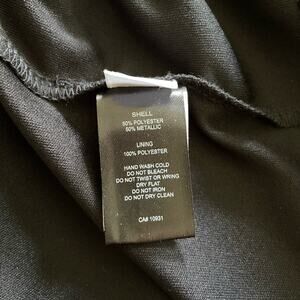 SHELL
50% POLYESTER
50% METALLIC
LINING
100% POLYESTER
HAND WASH COLD
DO NOT BLEACH
DO NOT TWIST OR WRING
DRY FLAT
DO NOT IRON
DO NOT DRY CLEAN
CA# 10931